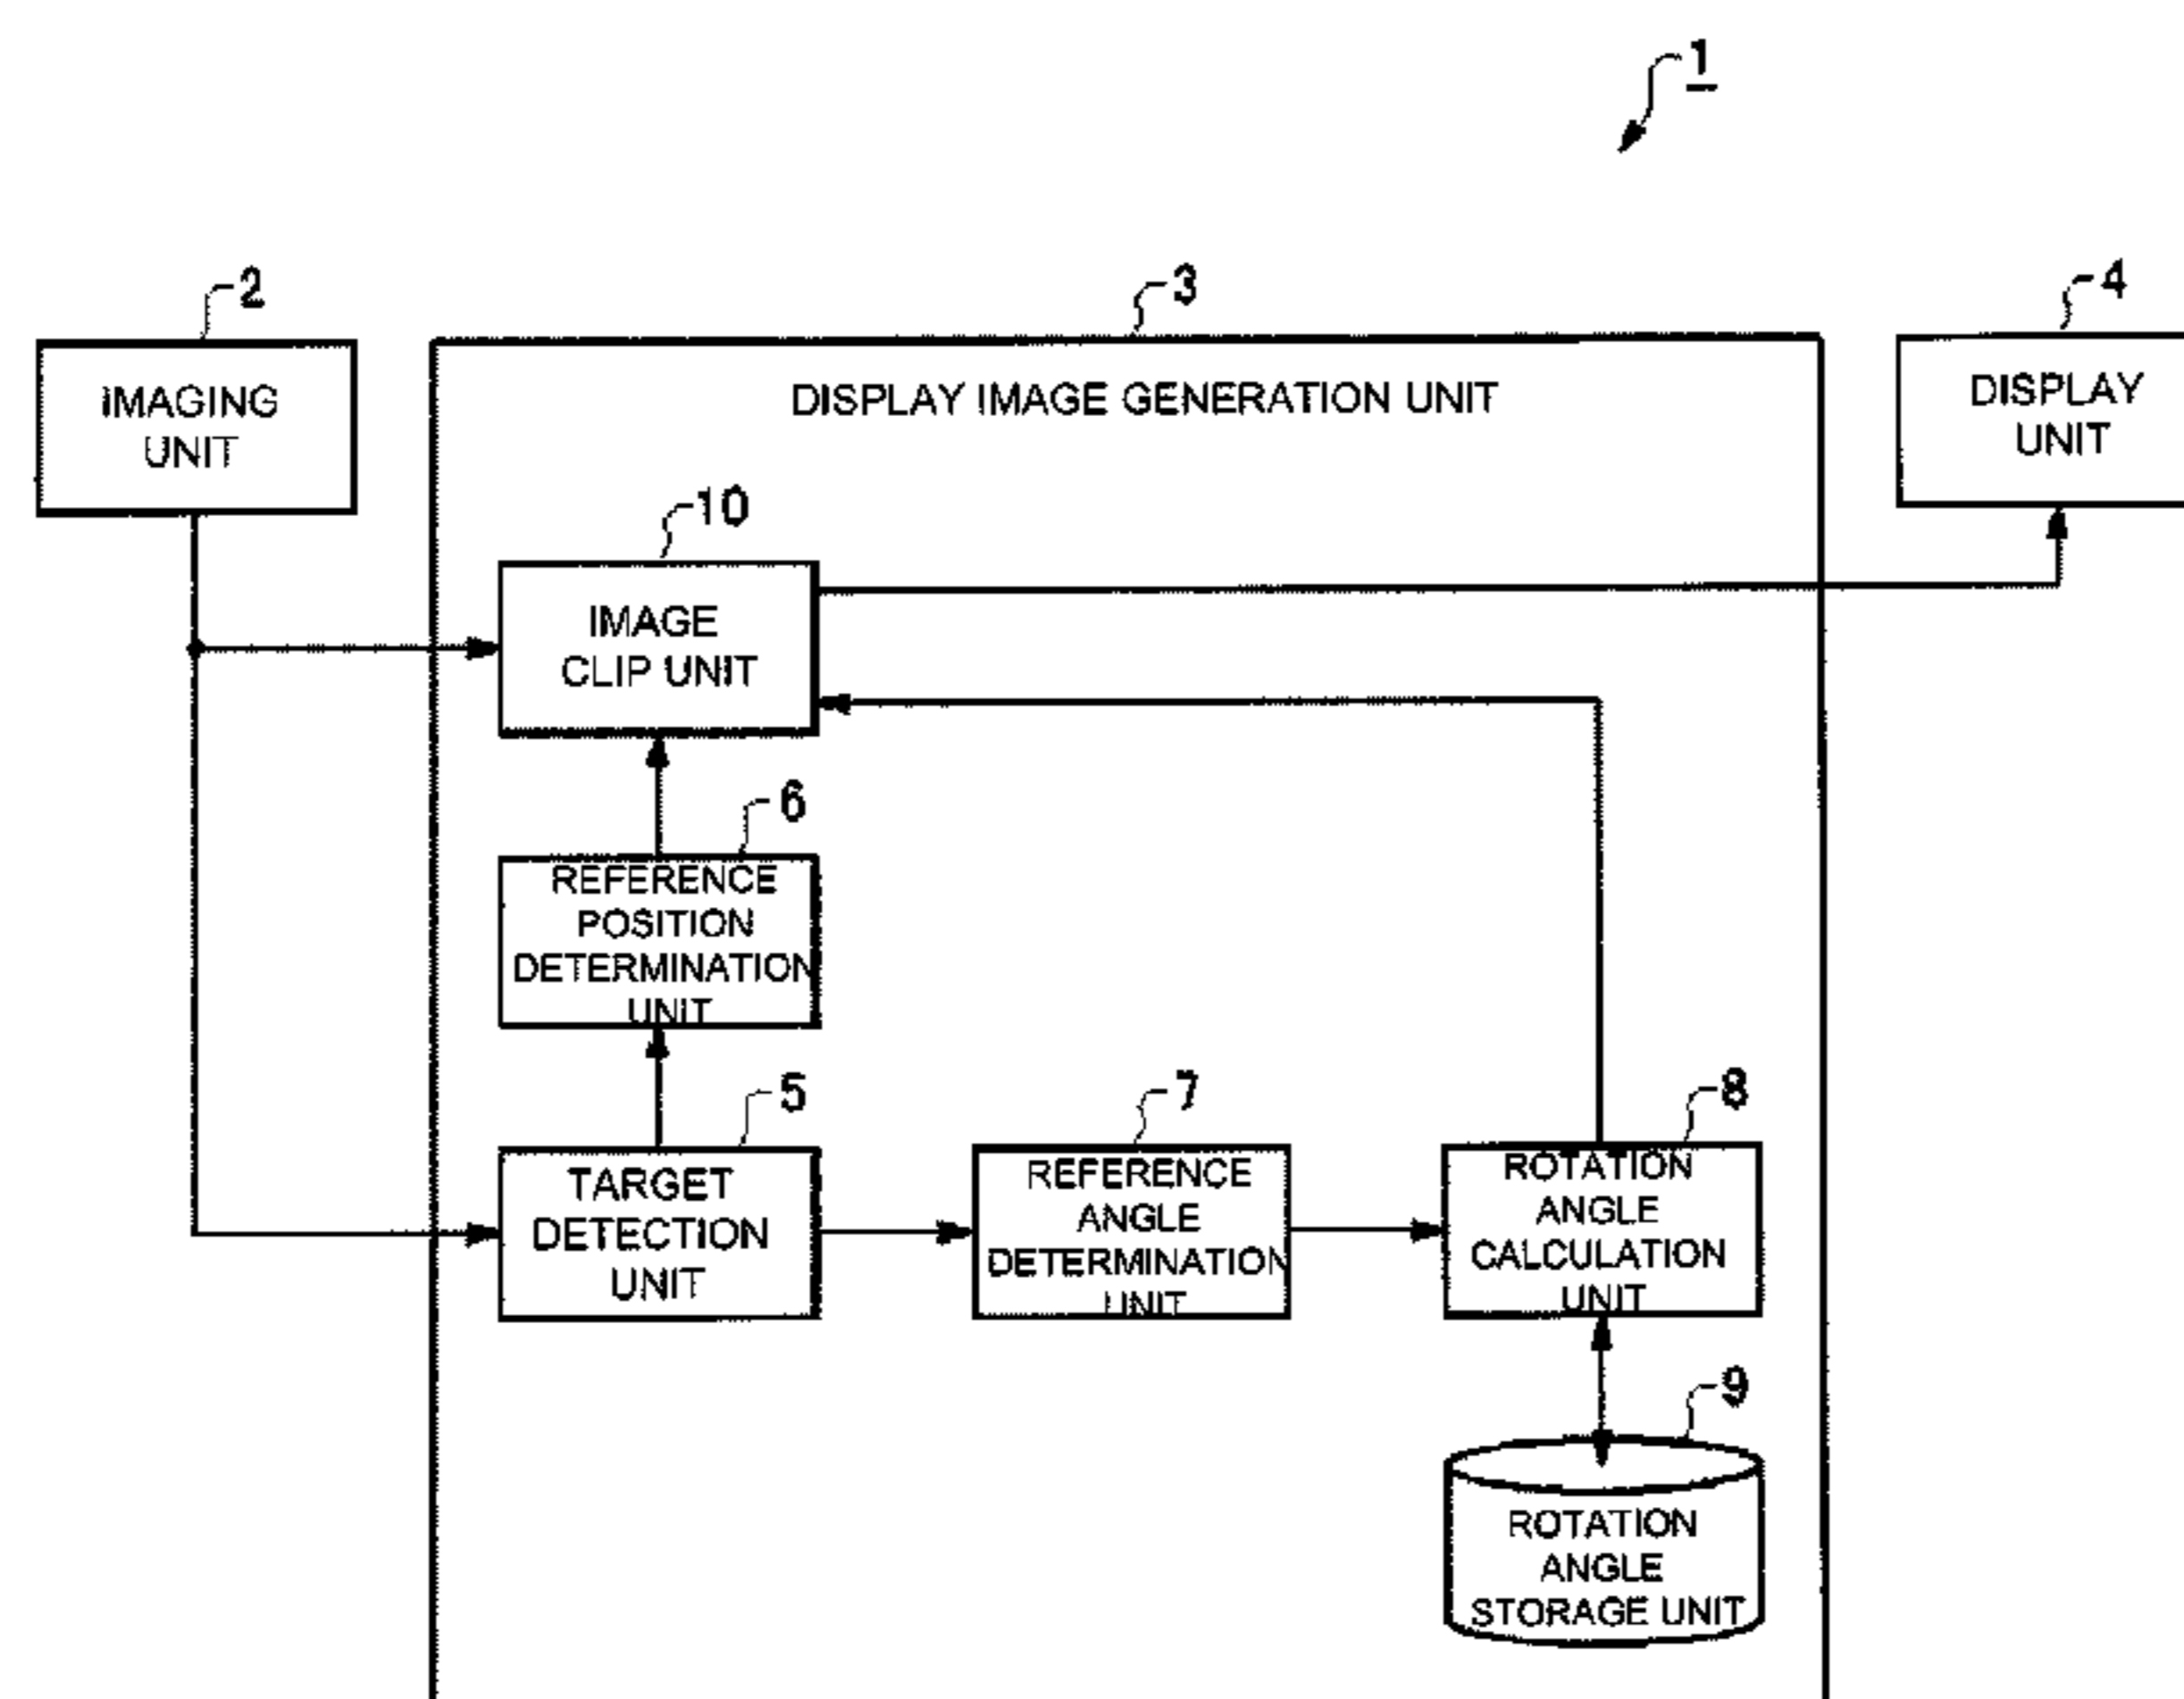 1
2
3
4
IMAGING
UNIT
DISPLAY IMAGE GENERATION UNIT
DISPLAY
UNIT
10
IMAGE
CLIP UNIT
6
REFERENCE
POSITION
DETERMINATION
UNIT
5
TARGET
DETECTION
UNIT
7
REFERENCE
ANGLE
DETERMINATION
UNIT
8
ROTATION
ANGLE
CALCULATION
UNIT
9
ROTATION
ANGLE
STORAGE UNIT